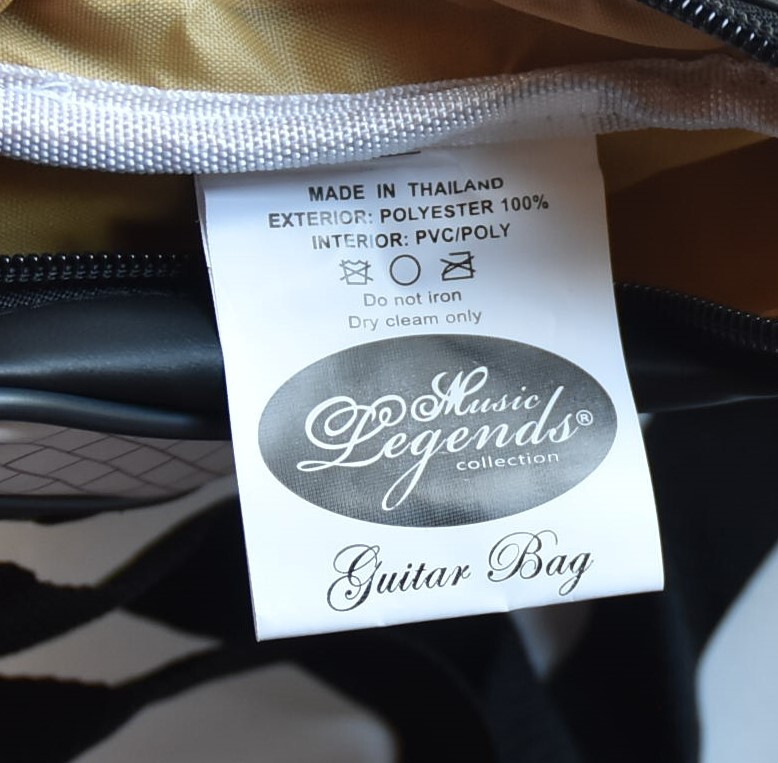 MADE IN THAILAND
EXTERIOR: POLYESTER 100%
INTERIOR: PVC/POLY
Do not iron
Dry cleam only
Music
Legends®
collection
Guitar Bag